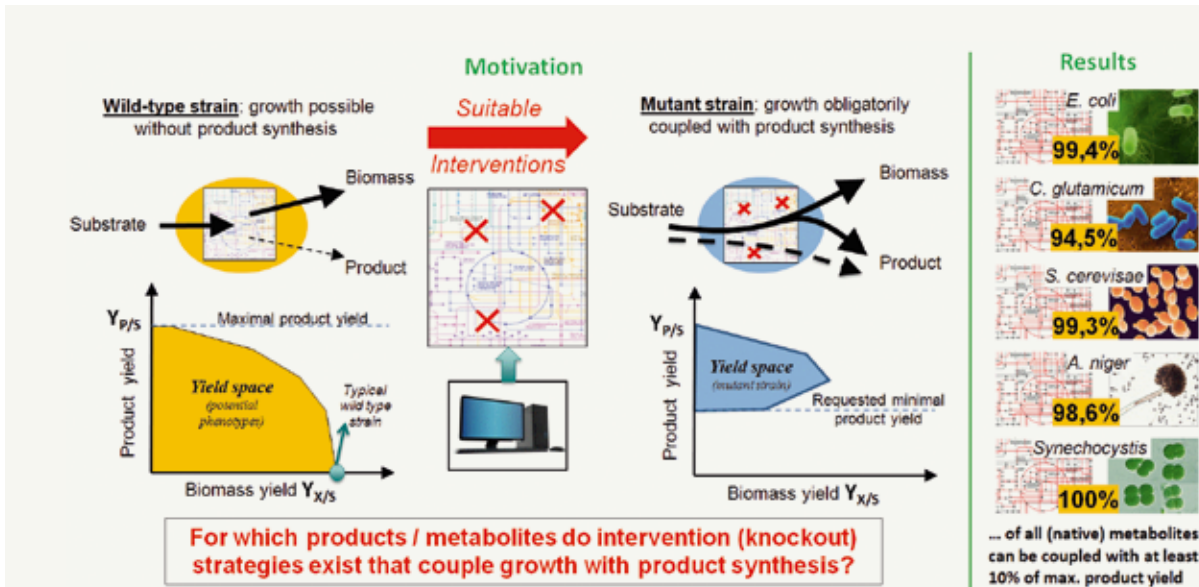 Motivation
Wild-type strain: growth possible
without product synthesis
Suitable
Interventions
Mutant strain: growth obligatorily
coupled with product synthesis
Substrate
Biomass
Product
Substrate
Biomass
Product
Y P/S
Product yield
Maximal product yield
Yield space
(potential
phenotypes)
Typical
wild type
strain
Biomass yield Y X/S
Y P/S
Product yield
Yield space
(mutant strain)
Requested minimal
product yield
Biomass yield Y X/S
For which products / metabolites do intervention (knockout)
strategies exist that couple growth with product synthesis?
Results
E. coli
99,4%
C. glutamicum
94,5%
S. cerevisae
99,3%
A. niger
98,6%
Synechocystis
100%
... of all (native) metabolites
can be coupled with at least
10% of max. product yield